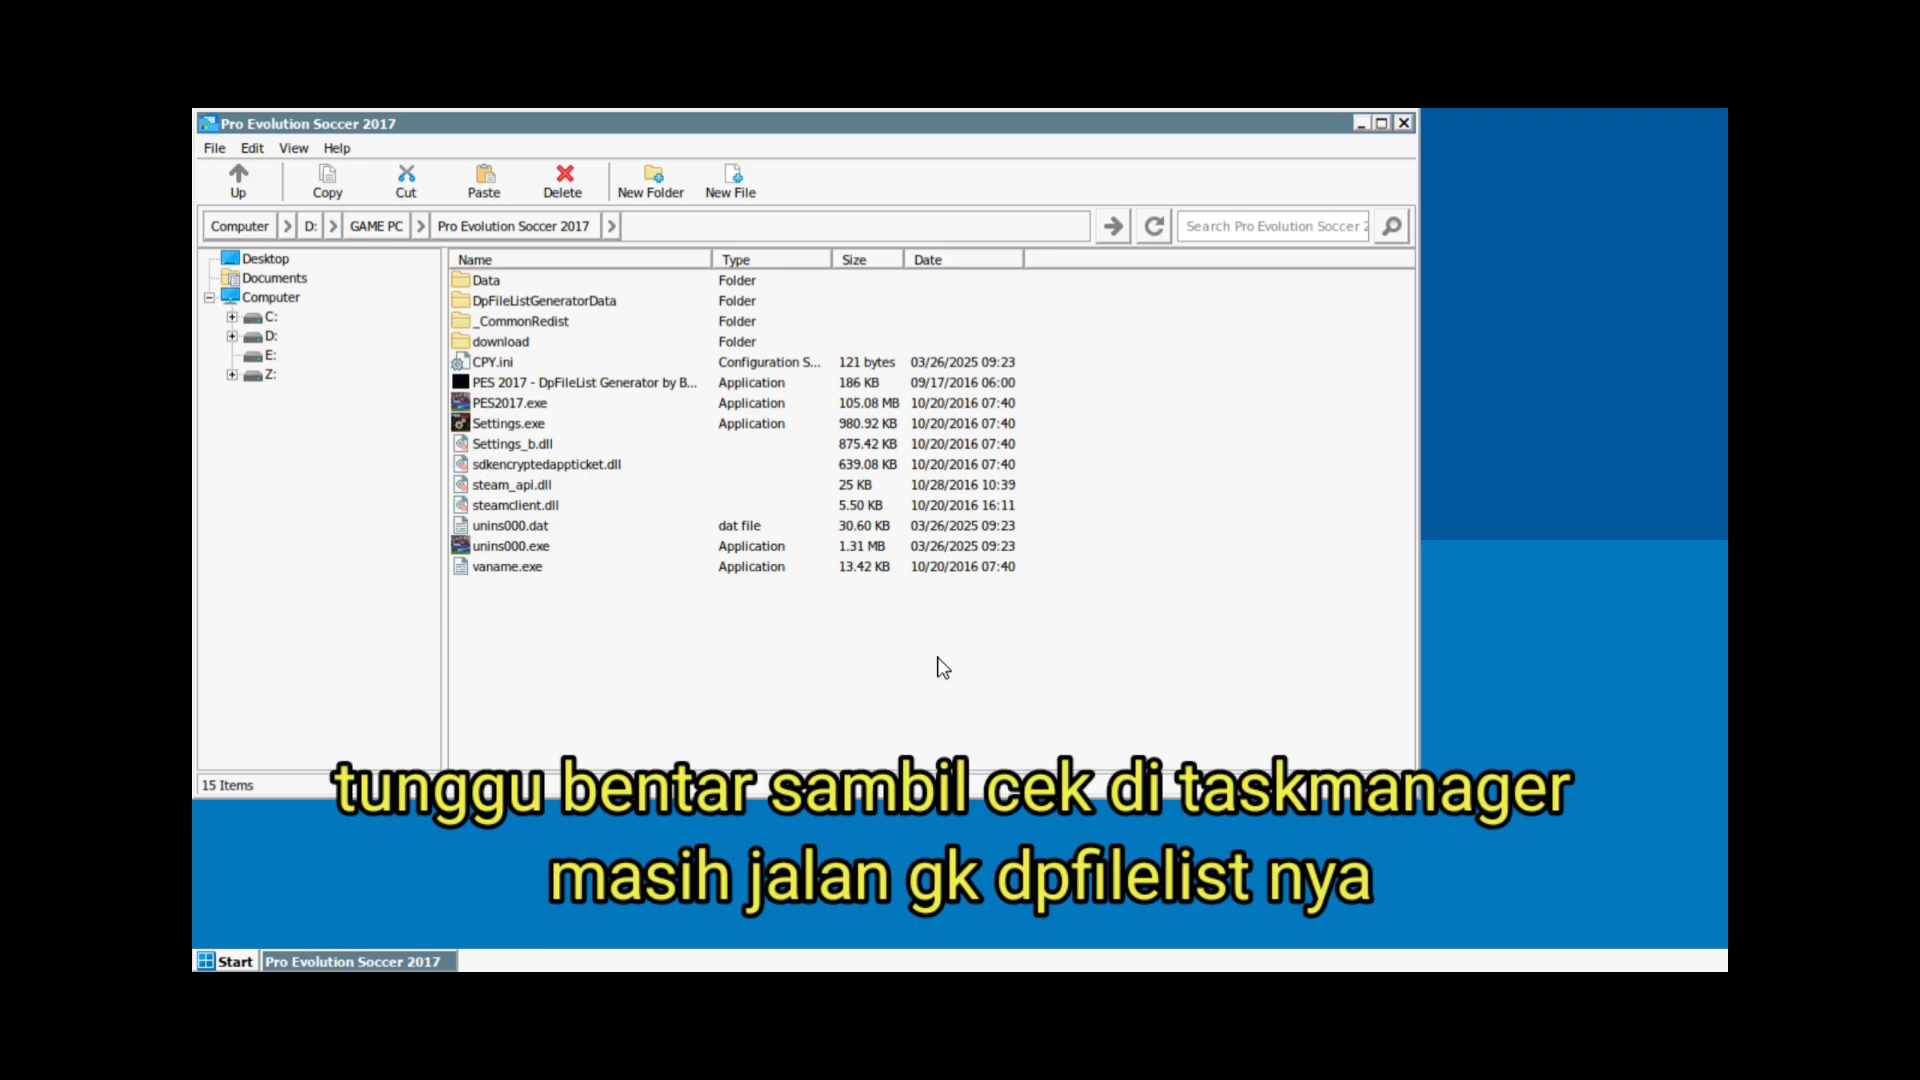 Pro Evolution Soccer 2017
File Edit View Help
Up Copy Cut Paste Delete New Folder New File
Computer D: GAME PC Pro Evolution Soccer 2017 Search Pro Evolution Soccer 2
Desktop
Documents
Computer
C:
D:
E:
Z:
Name Type Size Date
Data Folder
DpFileListGeneratorData Folder
_CommonRedist Folder
download Folder
CPY.ini Configuration S... 121 bytes 03/26/2025 09:23
PES 2017 - DpFileList Generator by B... Application 186 KB 09/17/2016 06:00
PES2017.exe Application 105.08 MB 10/20/2016 07:40
Settings.exe Application 980.92 KB 10/20/2016 07:40
Settings_b.dll 875.42 KB 10/20/2016 07:40
sdkencryptedappticket.dll 639.08 KB 10/20/2016 07:40
steam_api.dll 25 KB 10/28/2016 10:39
steamclient.dll 5.50 KB 10/20/2016 16:11
unins000.dat dat file 30.60 KB 03/26/2025 09:23
unins000.exe Application 1.31 MB 03/26/2025 09:23
vaname.exe Application 13.42 KB 10/20/2016 07:40
15 Items
tunggu bentar sambil cek di taskmanager
masih jalan gk dpfilelist nya
Start Pro Evolution Soccer 2017